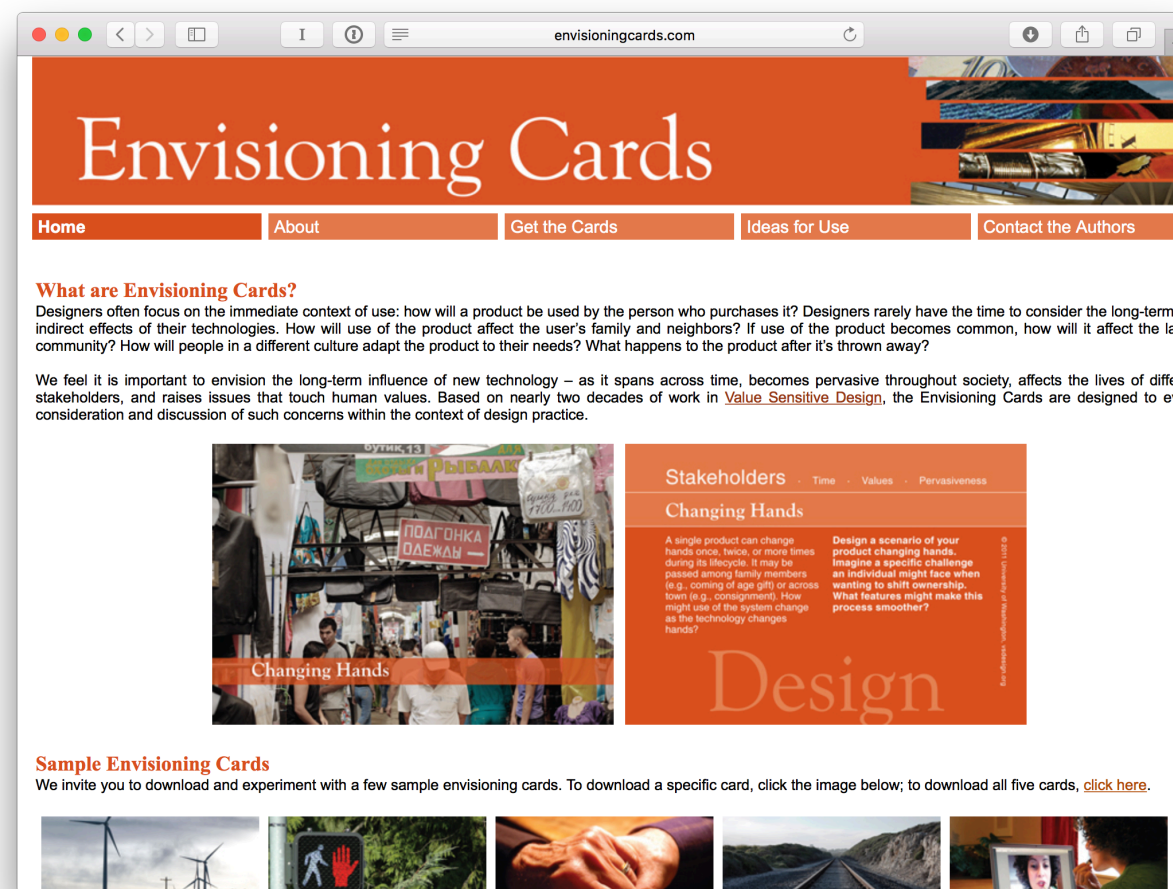 envisioningcards.com
Envisioning Cards
Home
About
Get the Cards
Ideas for Use
Contact the Authors
What are Envisioning Cards?
Designers often focus on the immediate context of use: how will a product be used by the person who purchases it? Designers rarely have the time to consider the long-term
indirect effects of their technologies. How will use of the product affect the user's family and neighbors? If use of the product becomes common, how will it affect the
community? How will people in a different culture adapt the product to their needs? What happens to the product after it's thrown away?
We feel it is important to envision the long-term influence of new technology – as it spans across time, becomes pervasive throughout society, affects the lives of
stakeholders, and raises issues that touch human values. Based on nearly two decades of work in Value Sensitive Design, the Envisioning Cards are designed to
consideration and discussion of such concerns within the context of design practice.
бутик,13
ПОДГОНКА
ОДЕЖДЫ
Changing Hands
Stakeholders · Time · Values · Pervasiveness
Changing Hands
A single product can change
hands once, twice, or more times
during its lifecycle. It may be
passed among family members
(e.g., coming of age gift) or across
town (e.g., consignment). How
might use of the system change
as the technology changes
hands?
Design a scenario of your
product changing hands.
Imagine a specific challenge
an individual might face when
wanting to shift ownership.
What features might make this
process smoother?
© 2011 University of Washington, vsdesign.org
Design
Sample Envisioning Cards
We invite you to download and experiment with a few sample envisioning cards. To download a specific card, click the image below; to download all five cards, click here.